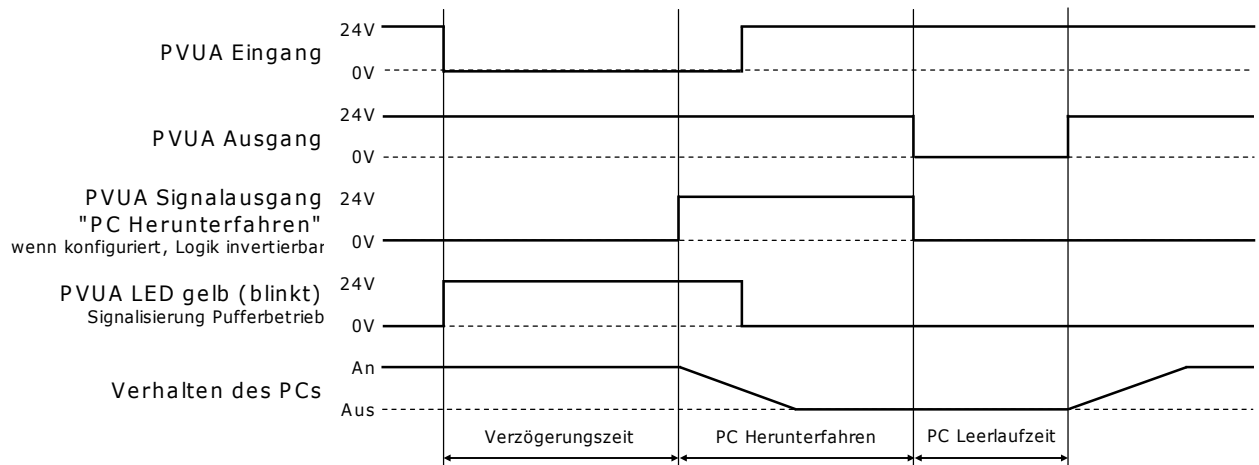 PVUA Eingang
24V
0V
PVUA Ausgang
24V
0V
PVUA Signalausgang
"PC Herunterfahren"
wenn konfiguriert, Logik invertierbar
24V
0V
PVUA LED gelb (blinkt)
Signalisierung Pufferbetrieb
24V
0V
Verhalten des PCs
An
Aus
Verzögerungszeit
PC Herunterfahren
PC Leerlaufzeit